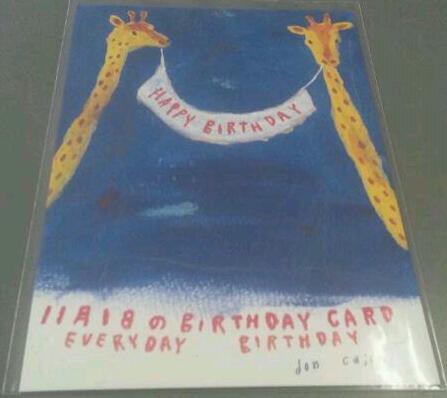 HAPPY BIRTHDAY
11月18のBIRTHDAY CARD
EVERYDAY BIRTHDAY
don